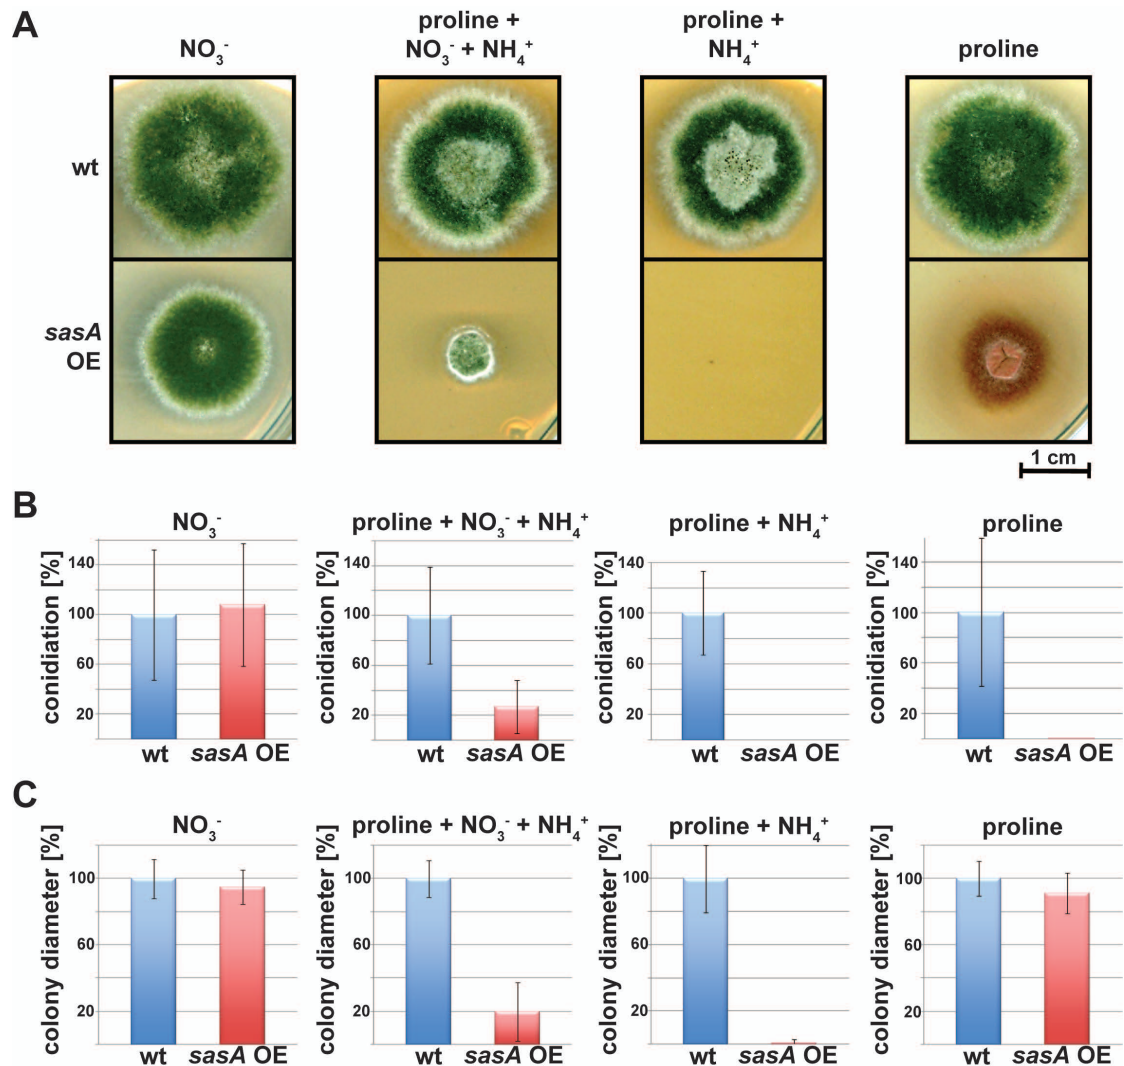 A
NO₃⁻
proline +
NO₃⁻ + NH₄⁺
proline +
NH₄⁺
proline
wt
sasA
OE
1 cm
B
NO₃⁻
proline + NO₃⁻ + NH₄⁺
proline + NH₄⁺
proline
conidiation [%]
140
100
60
20
wt
sasA OE
conidiation [%]
140
100
60
20
wt
sasA OE
conidiation [%]
140
100
60
20
wt
sasA OE
conidiation [%]
140
100
60
20
wt
sasA OE
C
NO₃⁻
proline + NO₃⁻ + NH₄⁺
proline + NH₄⁺
proline
colony diameter [%]
100
60
20
wt
sasA OE
colony diameter [%]
100
60
20
wt
sasA OE
colony diameter [%]
100
60
20
wt
sasA OE
colony diameter [%]
100
60
20
wt
sasA OE